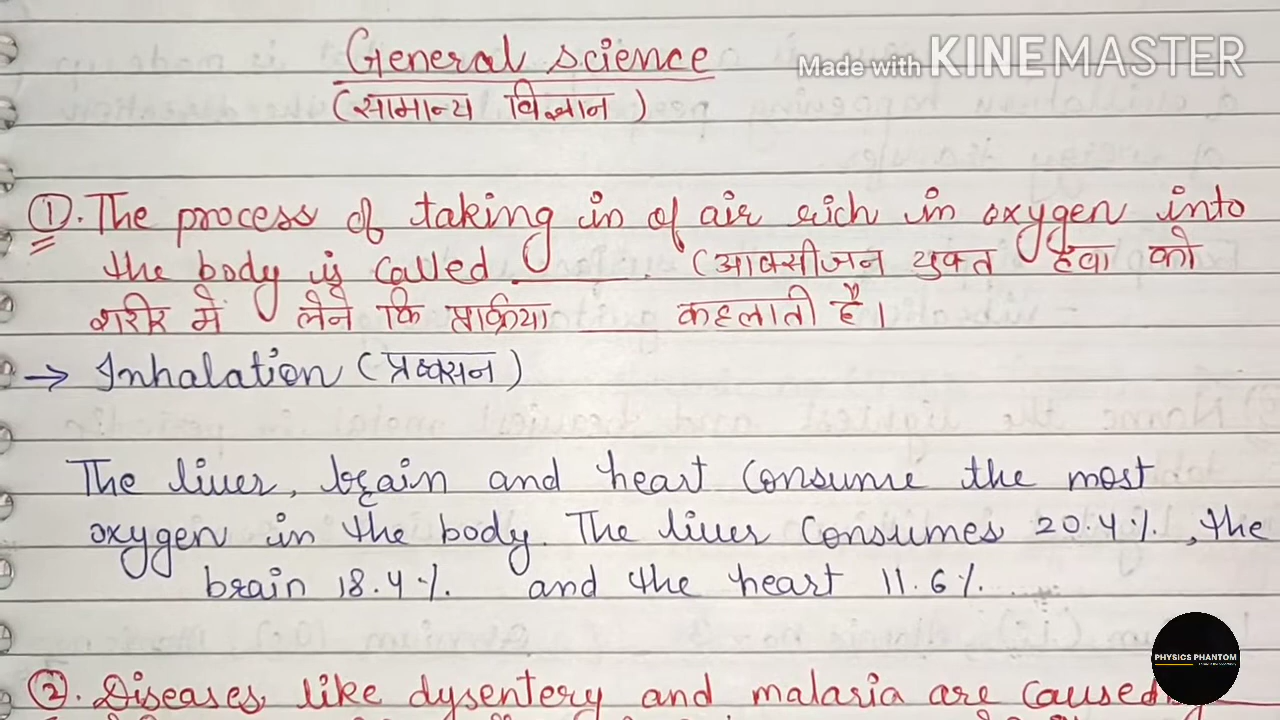 General science
Made with KINEMASTER
(सामान्य विज्ञान)
①. The process of taking in of air rich in oxygen into
the body is called ______. (आक्सीजन युक्त हवा को
शरीर में लेने कि प्रक्रिया ______ कहलाती है।
→ Inhalation (प्रश्वसन)
The liver, brain and heart consume the most
oxygen in the body. The liver consumes 20.4%, the
brain 18.4% and the heart 11.6%.
PHYSICS PHANTOM
②. Diseases like dysentery and malaria are caused